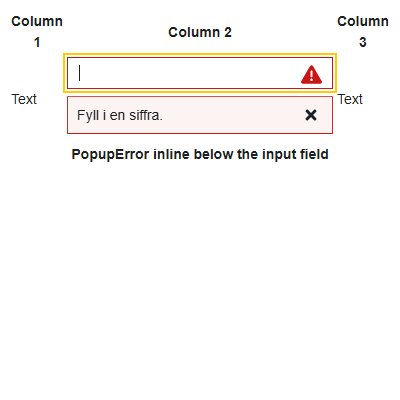 Column 1
Column 2
Column 3
Text
Text
Fyll i en siffra.
PopupError inline below the input field